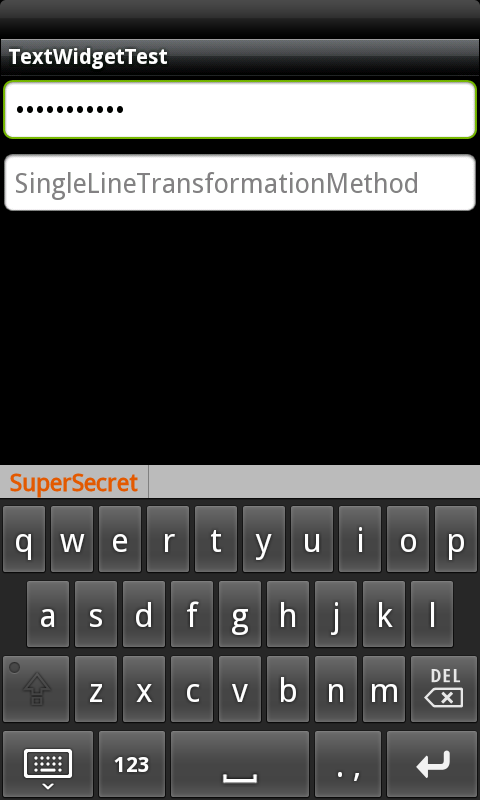 TextWidgetTest
•••••••••••
SingleLineTransformationMethod
SuperSecret
q w e r t y u i o p
a s d f g h j k l
z x c v b n m DEL
123 . ,